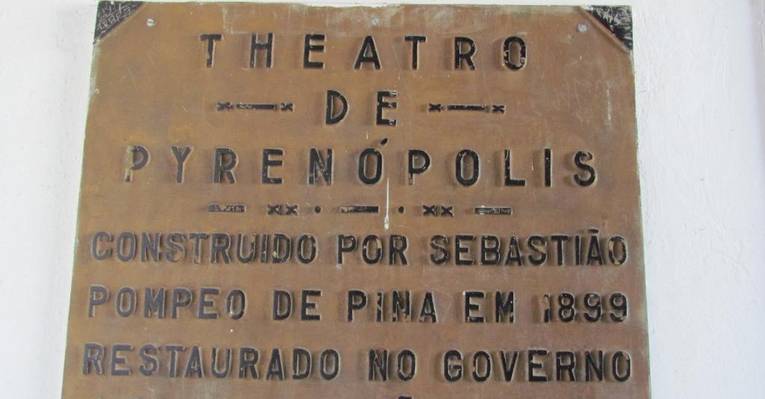 THEATRO
DE
PYRENÓPOLIS
CONSTRUIDO POR SEBASTIÃO
POMPEO DE PINA EM 1899
RESTAURADO NO GOVERNO